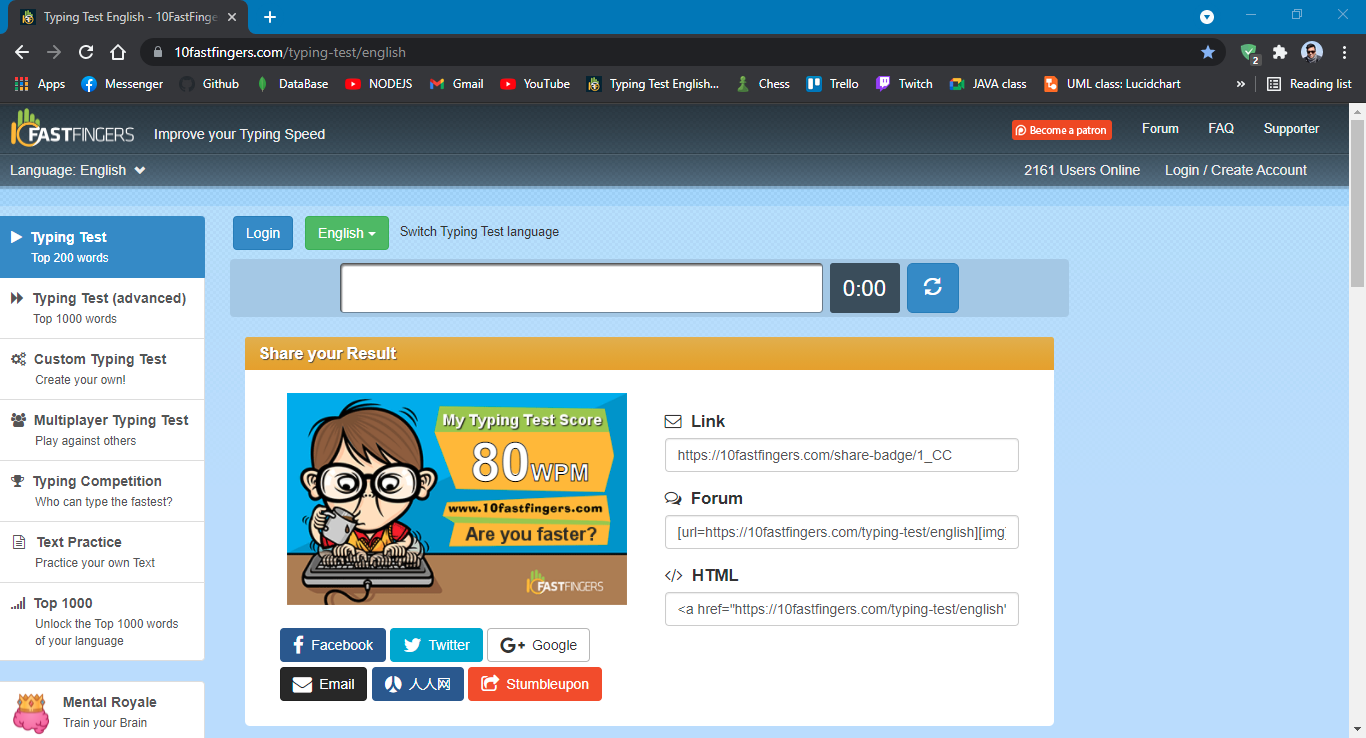 Typing Test English - 10FastFinge
10fastfingers.com/typing-test/english
2
Apps
Messenger
Github
DataBase
NODEJS
Gmail
YouTube
Typing Test English...
Chess
Trello
Twitch
JAVA class
UML class: Lucidchart
»
Reading list
10FASTFINGERS
Improve your Typing Speed
Become a patron
Forum
FAQ
Supporter
Language: English
2161 Users Online
Login / Create Account
Typing Test
Top 200 words
Typing Test (advanced)
Top 1000 words
Custom Typing Test
Create your own!
Multiplayer Typing Test
Play against others
Typing Competition
Who can type the fastest?
Text Practice
Practice your own Text
Top 1000
Unlock the Top 1000 words
of your language
Mental Royale
Train your Brain
Login
English
Switch Typing Test language
0:00
Share your Result
My Typing Test Score
80 WPM
www.10fastfingers.com
Are you faster?
10FASTFINGERS
Link
https://10fastfingers.com/share-badge/1_CC
Forum
[url=https://10fastfingers.com/typing-test/english][img]
</> HTML
<a href="https://10fastfingers.com/typing-test/english"
Facebook
Twitter
G+ Google
Email
人人网
Stumbleupon